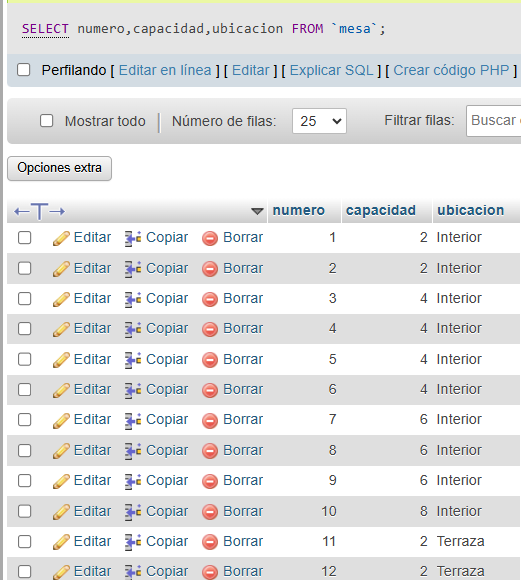 SELECT numero,capacidad,ubicacion FROM `mesa`;
Perfilando [ Editar en línea ] [ Editar ] [ Explicar SQL ] [ Crear código PHP ]
Mostrar todo | Número de filas: 25 Filtrar filas: Buscar
Opciones extra
←T→ numero capacidad ubicacion
Editar Copiar Borrar 1 2 Interior
Editar Copiar Borrar 2 2 Interior
Editar Copiar Borrar 3 4 Interior
Editar Copiar Borrar 4 4 Interior
Editar Copiar Borrar 5 4 Interior
Editar Copiar Borrar 6 4 Interior
Editar Copiar Borrar 7 6 Interior
Editar Copiar Borrar 8 6 Interior
Editar Copiar Borrar 9 6 Interior
Editar Copiar Borrar 10 8 Interior
Editar Copiar Borrar 11 2 Terraza
Editar Copiar Borrar 12 2 Terraza